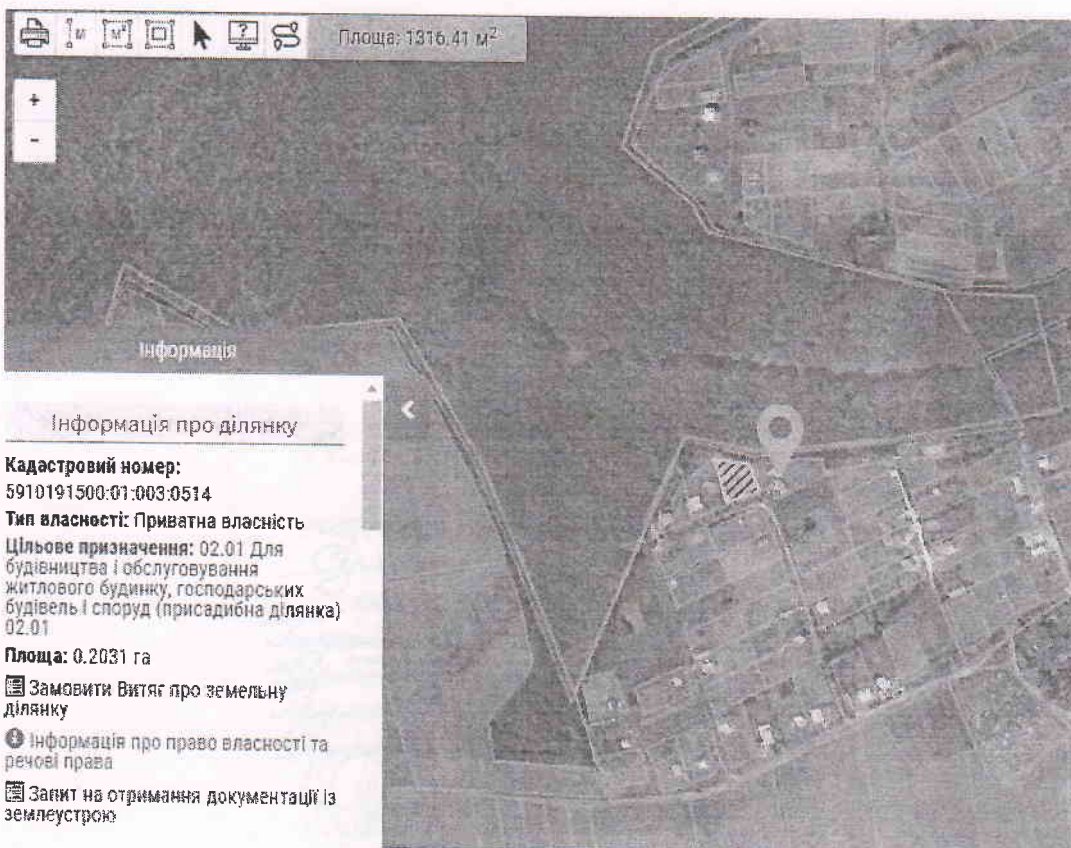 М М² Площа: 1316.41 м²
+
-
Інформація
Інформація про ділянку
Кадастровий номер:
5910191500:01:003:0514
Тип власності: Приватна власність
Цільове призначення: 02.01 Для
будівництва і обслуговування
житлового будинку, господарських
будівель і споруд (присадибна ділянка)
02.01
Площа: 0.2031 га
Замовити Витяг про земельну
ділянку
Інформація про право власності та
речові права
Запит на отримання документації із
землеустрою